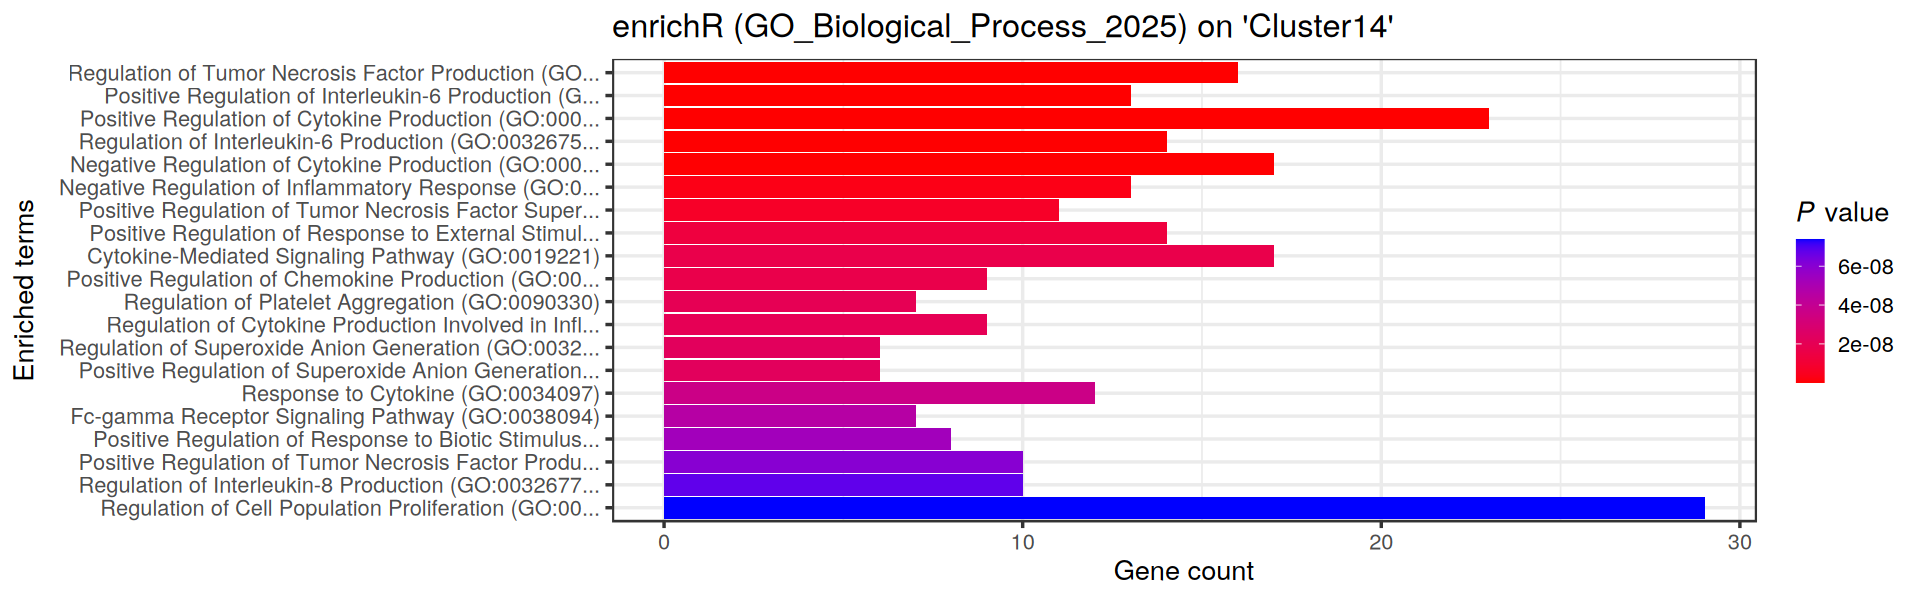 enrichR (GO_Biological_Process_2025) on 'Cluster14'
Enriched terms
Regulation of Tumor Necrosis Factor Production (GO...
Positive Regulation of Interleukin-6 Production (G...
Positive Regulation of Cytokine Production (GO:000...
Regulation of Interleukin-6 Production (GO:0032675...
Negative Regulation of Cytokine Production (GO:000...
Negative Regulation of Inflammatory Response (GO:0...
Positive Regulation of Tumor Necrosis Factor Super...
Positive Regulation of Response to External Stimul...
Cytokine-Mediated Signaling Pathway (GO:0019221)
Positive Regulation of Chemokine Production (GO:00...
Regulation of Platelet Aggregation (GO:0090330)
Regulation of Cytokine Production Involved in Infl...
Regulation of Superoxide Anion Generation (GO:0032...
Positive Regulation of Superoxide Anion Generation...
Response to Cytokine (GO:0034097)
Fc-gamma Receptor Signaling Pathway (GO:0038094)
Positive Regulation of Response to Biotic Stimulus...
Positive Regulation of Tumor Necrosis Factor Produ...
Regulation of Interleukin-8 Production (GO:0032677...
Regulation of Cell Population Proliferation (GO:00...
0 10 20 30
Gene count
P value
6e-08
4e-08
2e-08